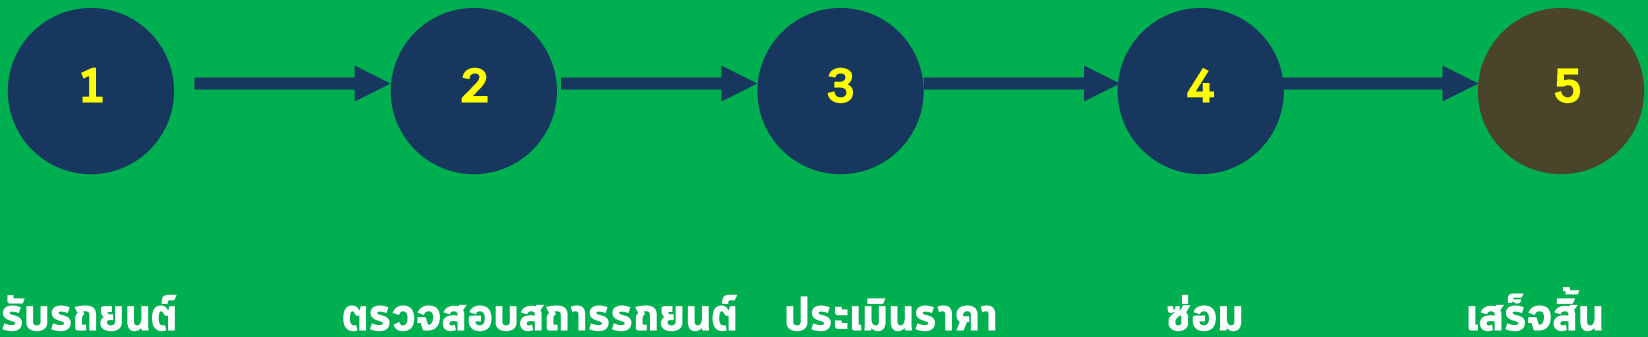 1 2 3 4 5
รับรถยนต์ ตรวจสอบสถารรถยนต์ ประเมินราคา ซ่อม เสร็จสิ้น